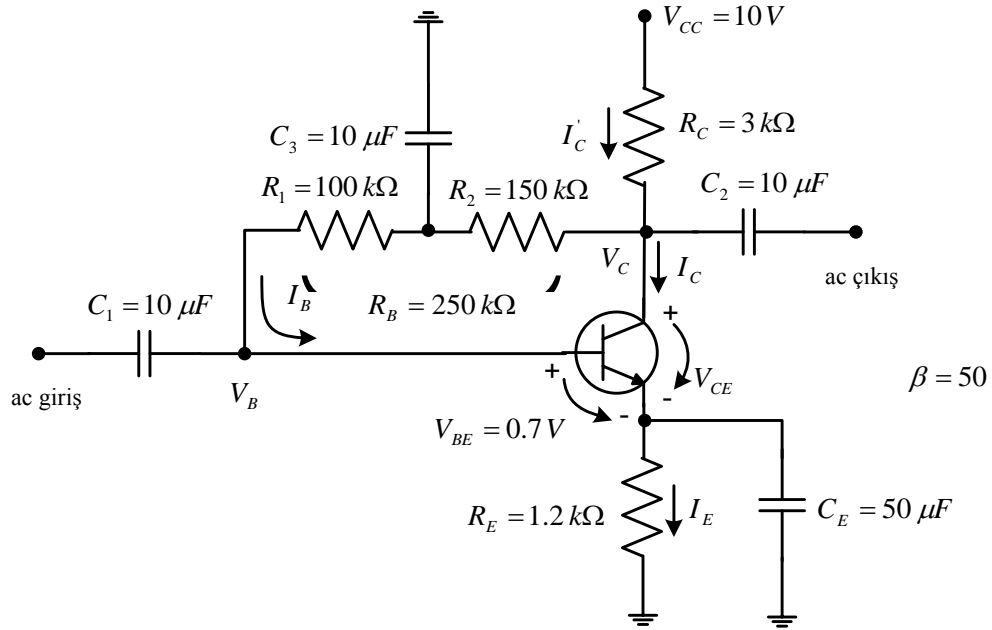 V_CC = 10 V
C_3 = 10 μF
I_C'
R_C = 3 kΩ
R_1 = 100 kΩ
R_2 = 150 kΩ
C_2 = 10 μF
V_C
I_C
ac çıkış
I_B
R_B = 250 kΩ
C_1 = 10 μF
+
+
V_CE
β = 50
ac giriş
V_B
-
-
V_BE = 0.7 V
R_E = 1.2 kΩ
I_E
C_E = 50 μF